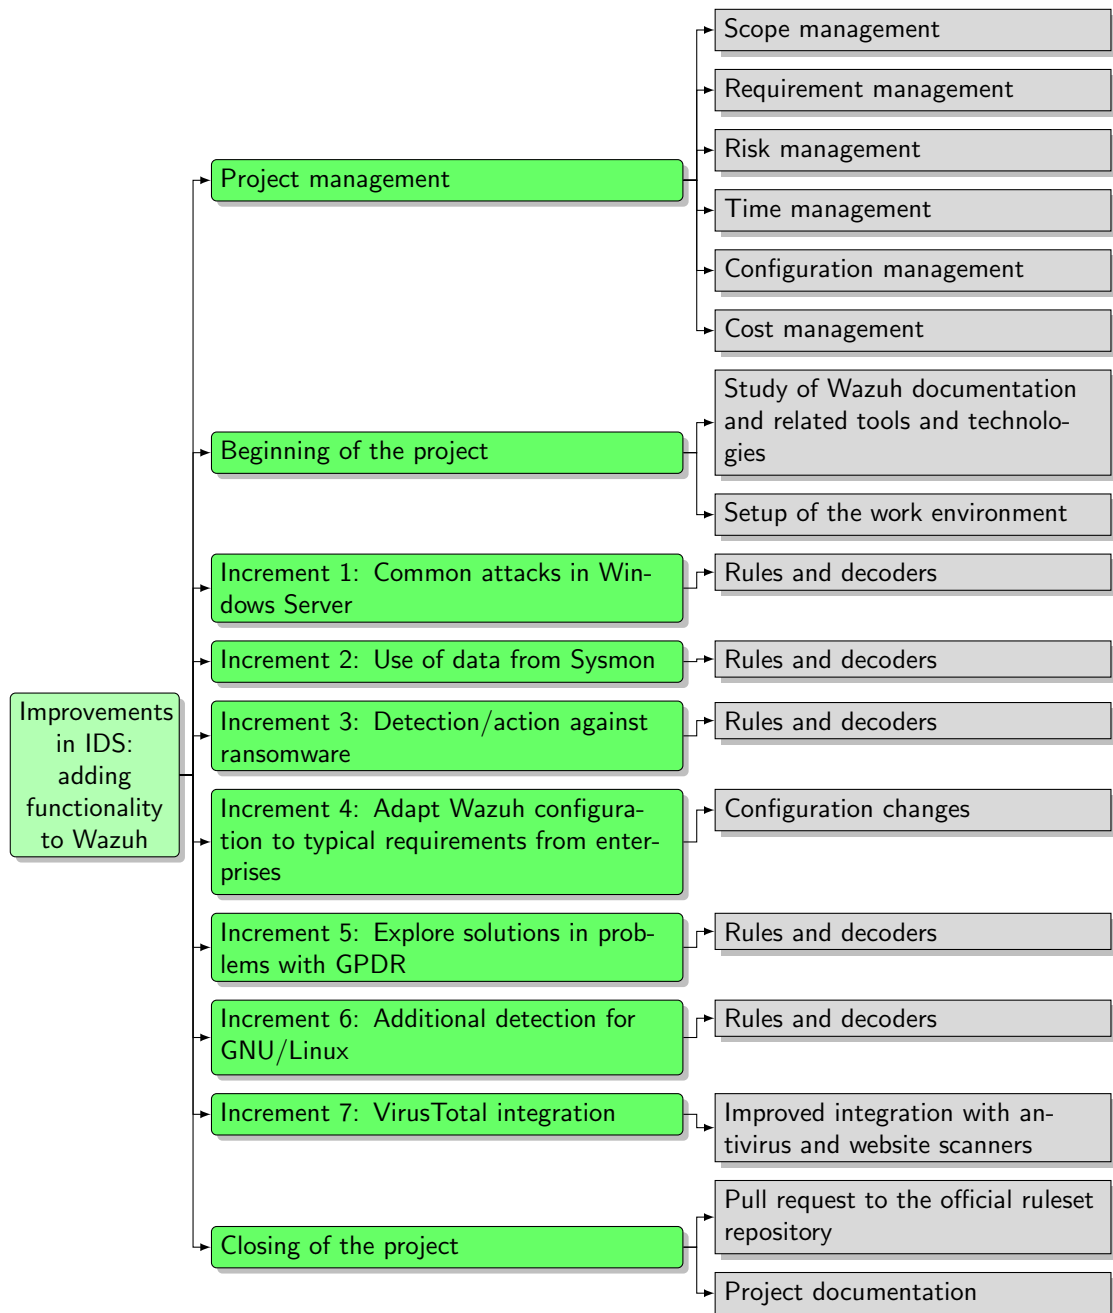 Scope management
Requirement management
Risk management
Project management
Time management
Configuration management
Cost management
Study of Wazuh documentation
and related tools and technolo-
gies
Beginning of the project
Setup of the work environment
Increment 1: Common attacks in Win-
dows Server
Rules and decoders
Increment 2: Use of data from Sysmon
Rules and decoders
Improvements
in IDS:
adding
functionality
to Wazuh
Increment 3: Detection/action against
ransomware
Rules and decoders
Increment 4: Adapt Wazuh configura-
tion to typical requirements from enter-
prises
Configuration changes
Increment 5: Explore solutions in prob-
lems with GPDR
Rules and decoders
Increment 6: Additional detection for
GNU/Linux
Rules and decoders
Increment 7: VirusTotal integration
Improved integration with an-
tivirus and website scanners
Closing of the project
Pull request to the official ruleset
repository
Project documentation